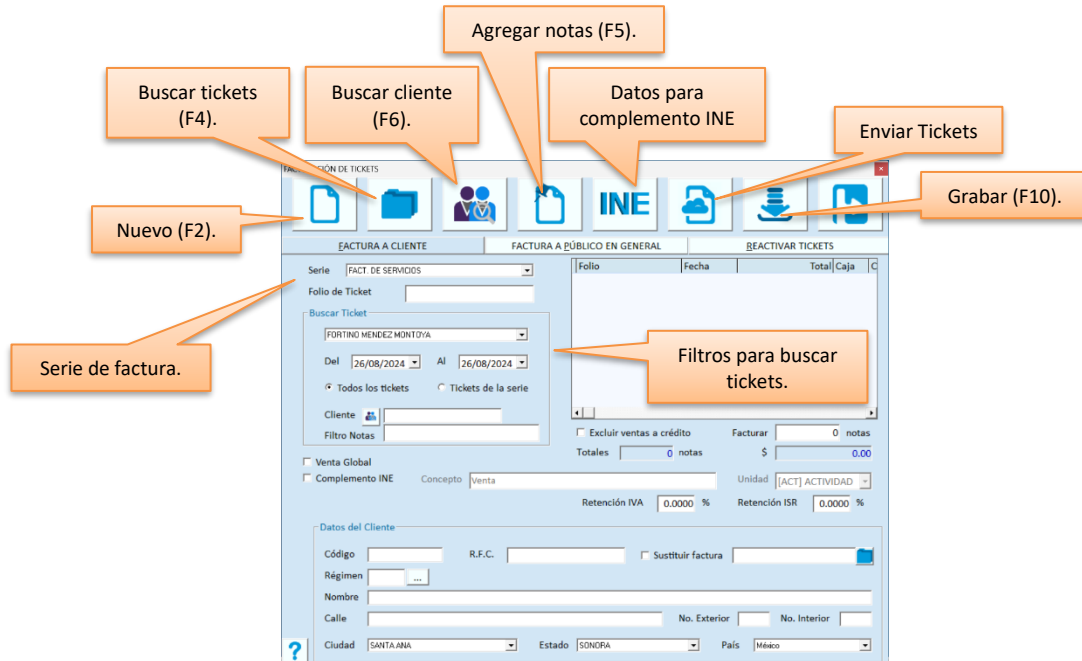 Agregar notas (F5).
Buscar tickets
(F4).
Buscar cliente
(F6).
Datos para
complemento INE
Enviar Tickets
Grabar (F10).
Nuevo (F2).
INE
FACTURA A CLIENTE
FACTURA A PÚBLICO EN GENERAL
REACTIVAR TICKETS
Serie FACT. DE SERVICIOS
Folio Fecha Total Caja C
Folio de Ticket
Buscar Ticket
FORTINO MENDEZ MONTOYA
Del 26/08/2024 Al 26/08/2024
Serie de factura.
Filtros para buscar
tickets.
Todos los tickets Tickets de la serie
Cliente
Filtro Notas
Excluir ventas a crédito Facturar 0 notas
Totales 0 notas $ 0.00
Venta Global
Complemento INE Concepto Venta Unidad [ACT] ACTIVIDAD
Retención IVA 0.0000 % Retención ISR 0.0000 %
Datos del Cliente
Código R.F.C. Sustituir factura
Régimen ...
Nombre
Calle No. Exterior No. Interior
? Ciudad SANTA ANA Estado SONORA País México